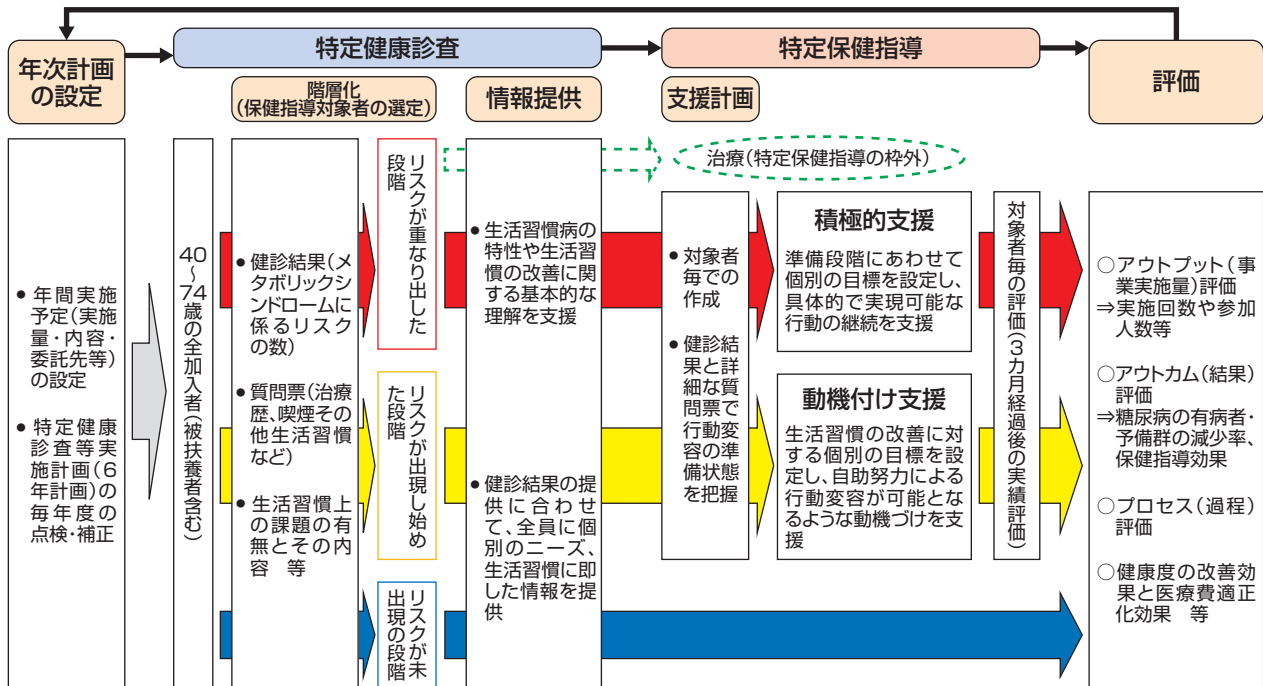 年次計画
の設定
特定健康診査
特定保健指導
評価
階層化
(保健指導対象者の選定)
情報提供
支援計画
● 年間実施
予定(実施
量・内容・
委託先等)
の設定
● 特定健康
診査等実
施計画(6
年計画)の
毎年度の
点検・補正
40～74歳の全加入者(被扶養者含む)
● 健診結果(メ
タボリックシ
ンドロームに
係るリスク
の数)
● 質問票(治療
歴、喫煙その
他生活習慣
など)
● 生活習慣上
の課題の有
無とその内
容　等
リスクが重なり出した
段階
リスクが出現し始め
た段階
リスクが未
出現の段階
● 生活習慣病の
特性や生活習
慣の改善に関
する基本的な
理解を支援
● 健診結果の提
供に合わせ
て、全員に個
別のニーズ、
生活習慣に即
した情報を提
供
治療(特定保健指導の枠外)
● 対象者
毎での
作成
● 健診結
果と詳
細な質
問票で
行動変
容の準
備状態
を把握
積極的支援
準備段階にあわせて
個別の目標を設定し、
具体的で実現可能な
行動の継続を支援
動機付け支援
生活習慣の改善に対
する個別の目標を設
定し、自助努力による
行動変容が可能とな
るような動機づけを支
援
対象者毎の評価(3カ月経過後の実績評価)
○アウトプット(事
業実施量)評価
⇒実施回数や参加
人数等
○アウトカム(結果)
評価
⇒糖尿病の有病者・
予備群の減少率、
保健指導効果
○プロセス(過程)
評価
○健康度の改善効
果と医療費適正
化効果　等